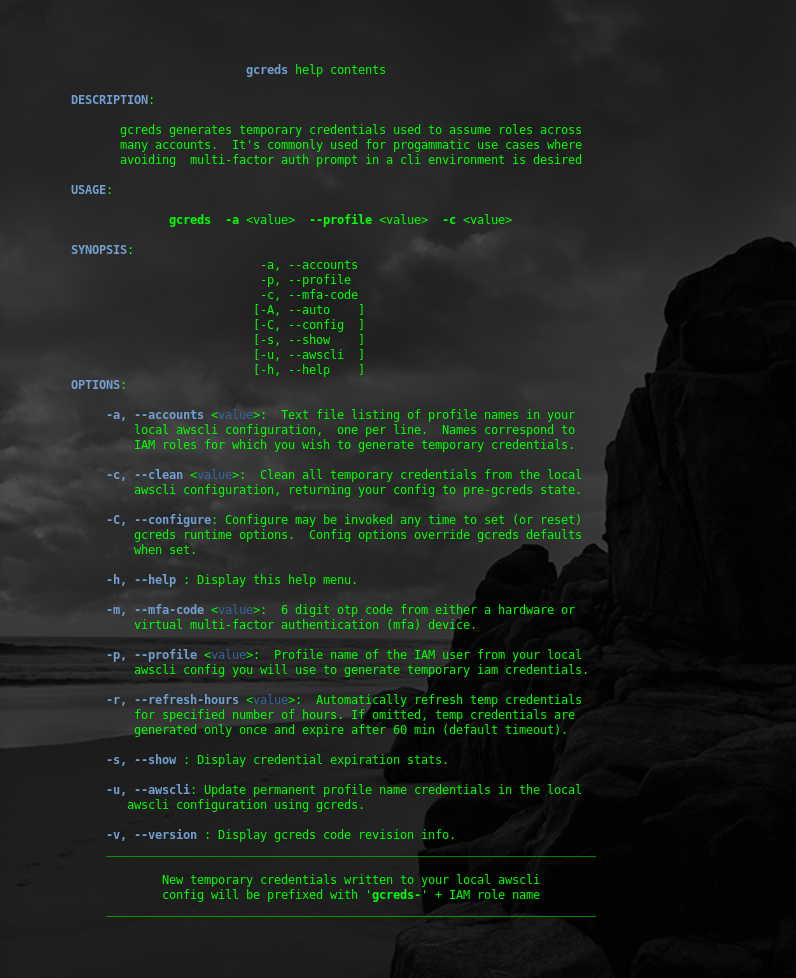 gcreds help contents
DESCRIPTION:
gcreds generates temporary credentials used to assume roles across
many accounts.  It's commonly used for progammatic use cases where
avoiding  multi-factor auth prompt in a cli environment is desired
USAGE:
gcreds  -a <value>  --profile <value>  -c <value>
SYNOPSIS:
-a, --accounts
-p, --profile
-c, --mfa-code
[-A, --auto    ]
[-C, --config  ]
[-s, --show    ]
[-u, --awscli  ]
[-h, --help    ]
OPTIONS:
-a, --accounts <value>:  Text file listing of profile names in your
local awscli configuration,  one per line.  Names correspond to
IAM roles for which you wish to generate temporary credentials.
-c, --clean <value>:  Clean all temporary credentials from the local
awscli configuration, returning your config to pre-gcreds state.
-C, --configure: Configure may be invoked any time to set (or reset)
gcreds runtime options.  Config options override gcreds defaults
when set.
-h, --help : Display this help menu.
-m, --mfa-code <value>:  6 digit otp code from either a hardware or
virtual multi-factor authentication (mfa) device.
-p, --profile <value>:  Profile name of the IAM user from your local
awscli config you will use to generate temporary iam credentials.
-r, --refresh-hours <value>:  Automatically refresh temp credentials
for specified number of hours. If omitted, temp credentials are
generated only once and expire after 60 min (default timeout).
-s, --show : Display credential expiration stats.
-u, --awscli: Update permanent profile name credentials in the local
awscli configuration using gcreds.
-v, --version : Display gcreds code revision info.
New temporary credentials written to your local awscli
config will be prefixed with 'gcreds-' + IAM role name